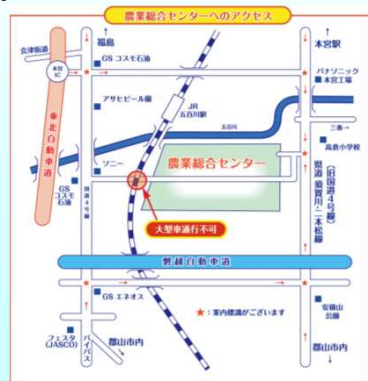 農業総合センターへのアクセス
会津街道
福島
本宮駅
本宮IC
GS コスモ石油
パナソニック
本宮工場
アサヒビール園
JR
五百川駅
五百川
三春→
高倉小学校
東北自動車道
ソニー
農業総合センター
GS
コスモ
石油
国道4号線
大型車通行不可
(旧国道4号線)
県道 須賀川・二本松線
磐越自動車道
GS エネオス
★:案内標識がございます
安積山
公園
フェスタ
(JASCO)
バイパス
郡山市内
郡山市内